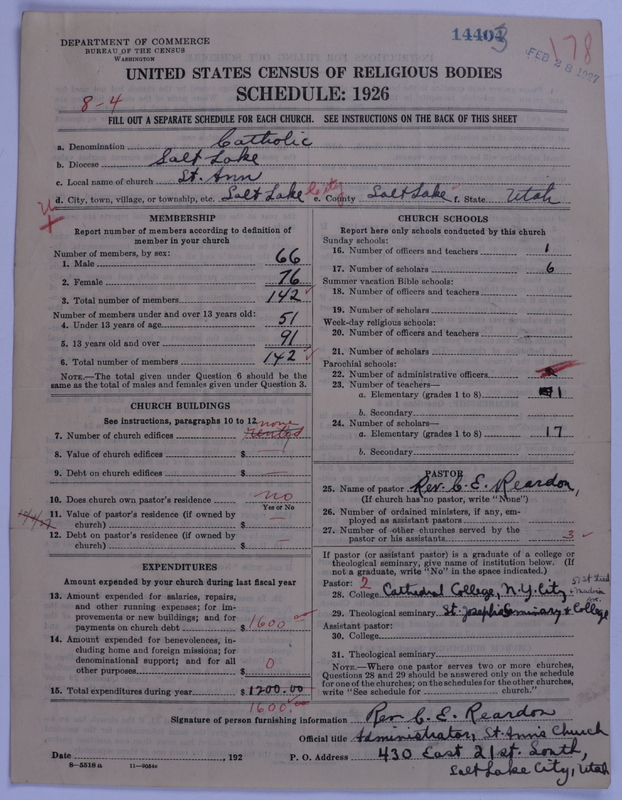 DEPARTMENT OF COMMERCE
BUREAU OF THE CENSUS
WASHINGTON
14403
178
FEB 28 1927
UNITED STATES CENSUS OF RELIGIOUS BODIES
SCHEDULE: 1926
8-4
FILL OUT A SEPARATE SCHEDULE FOR EACH CHURCH. SEE INSTRUCTIONS ON THE BACK OF THIS SHEET
a. Denomination Catholic
b. Diocese Salt Lake
c. Local name of church St. Ann
d. City, town, village, or township, etc. Salt Lake City e. County Salt Lake f. State Utah
MEMBERSHIP
Report number of members according to definition of
member in your church
Number of members, by sex:
1. Male 66
2. Female 76
3. Total number of members 142
Number of members under and over 13 years old:
4. Under 13 years of age 51
5. 13 years old and over 91
6. Total number of members 142
NOTE.—The total given under Question 6 should be the
same as the total of males and females given under Question 3.
CHURCH BUILDINGS
See instructions, paragraphs 10 to 12 none
7. Number of church edifices rented
8. Value of church edifices $ —
9. Debt on church edifices $ —
10. Does church own pastor's residence no
Yes or No
11. Value of pastor's residence (if owned by
church) $ —
12. Debt on pastor's residence (if owned by
church) $ —
EXPENDITURES
Amount expended by your church during last fiscal year
13. Amount expended for salaries, repairs,
and other running expenses; for im-
provements or new buildings; and for
payments on church debt $ 1600
14. Amount expended for benevolences, in-
cluding home and foreign missions; for
denominational support; and for all
other purposes $ 0
15. Total expenditures during year $ 1200.00
1600.00
CHURCH SCHOOLS
Report here only schools conducted by this church
Sunday schools:
16. Number of officers and teachers 1
17. Number of scholars 6
Summer vacation Bible schools:
18. Number of officers and teachers
19. Number of scholars
Week-day religious schools:
20. Number of officers and teachers
21. Number of scholars
Parochial schools:
22. Number of administrative officers
23. Number of teachers—
a. Elementary (grades 1 to 8) 1
b. Secondary
24. Number of scholars—
a. Elementary (grades 1 to 8) 17
b. Secondary
PASTOR
25. Name of pastor Rev. C. E. Reardon,
(If church has no pastor, write "None")
26. Number of ordained ministers, if any, em-
ployed as assistant pastors
27. Number of other churches served by the
pastor or his assistants 3
If pastor (or assistant pastor) is a graduate of a college or
theological seminary, give name of institution below. (If
not a graduate, write "No" in the space indicated.)
Pastor: 2
28. College Cathedral College, N.Y. City
29. Theological seminary St. Joseph's Seminary & College
Assistant pastor:
30. College
31. Theological seminary
NOTE.—Where one pastor serves two or more churches,
Questions 28 and 29 should be answered only on the schedule
for one of the churches; on the schedules for the other churches,
write "See schedule for church."
Signature of person furnishing information Rev. C. E. Reardon
Official title Administrator, St. Ann's Church
Date , 192 P. O. Address 430 East 21st. South,
8-5518 a 11-9554a Salt Lake City, Utah